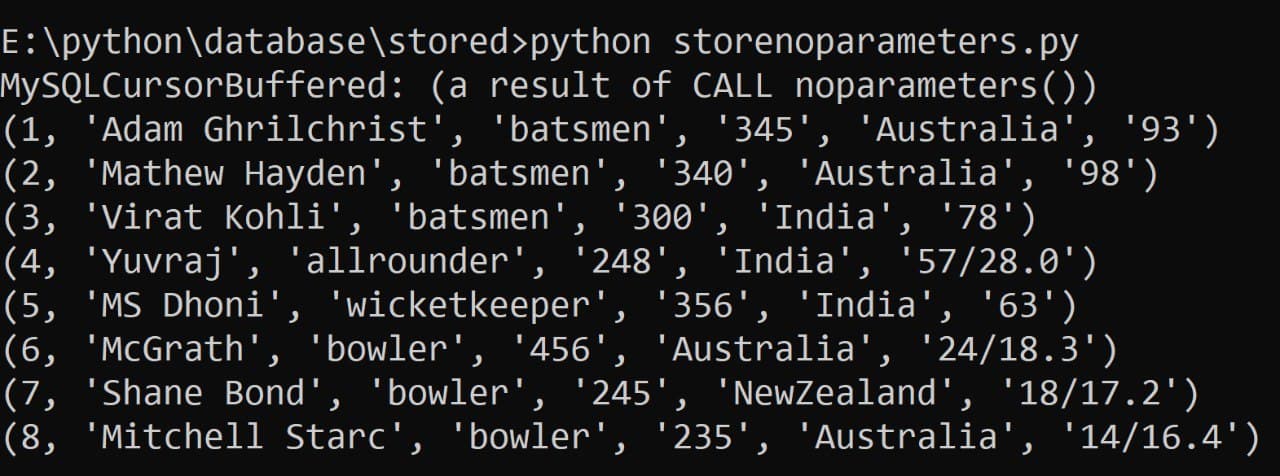 E:\python\database\stored>python storenoparameters.py
MySQLCursorBuffered: (a result of CALL noparameters())
(1, 'Adam Ghrilchrist', 'batsmen', '345', 'Australia', '93')
(2, 'Mathew Hayden', 'batsmen', '340', 'Australia', '98')
(3, 'Virat Kohli', 'batsmen', '300', 'India', '78')
(4, 'Yuvraj', 'allrounder', '248', 'India', '57/28.0')
(5, 'MS Dhoni', 'wicketkeeper', '356', 'India', '63')
(6, 'McGrath', 'bowler', '456', 'Australia', '24/18.3')
(7, 'Shane Bond', 'bowler', '245', 'NewZealand', '18/17.2')
(8, 'Mitchell Starc', 'bowler', '235', 'Australia', '14/16.4')